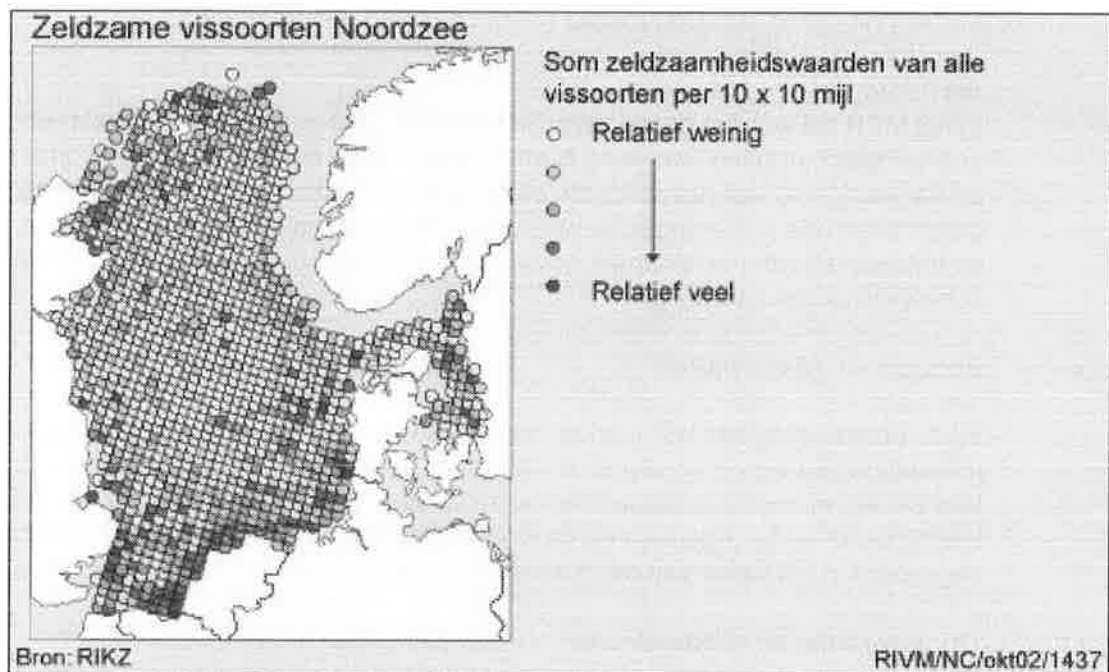 Zeldzame vissoorten Noordzee
Som zeldzaamheidswaarden van alle
vissoorten per 10 x 10 mijl
Relatief weinig
Relatief veel
Bron: RIKZ
RIVM/NC/okt02/1437